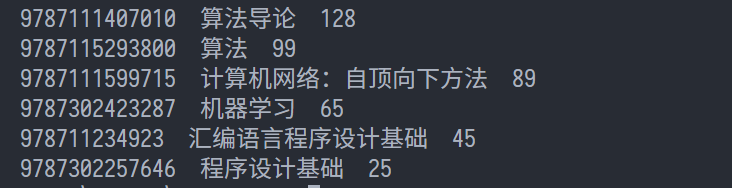 9787111407010  算法导论  128
9787115293800  算法  99
9787111599715  计算机网络：自顶向下方法  89
9787302423287  机器学习  65
978711234923  汇编语言程序设计基础  45
9787302257646  程序设计基础  25